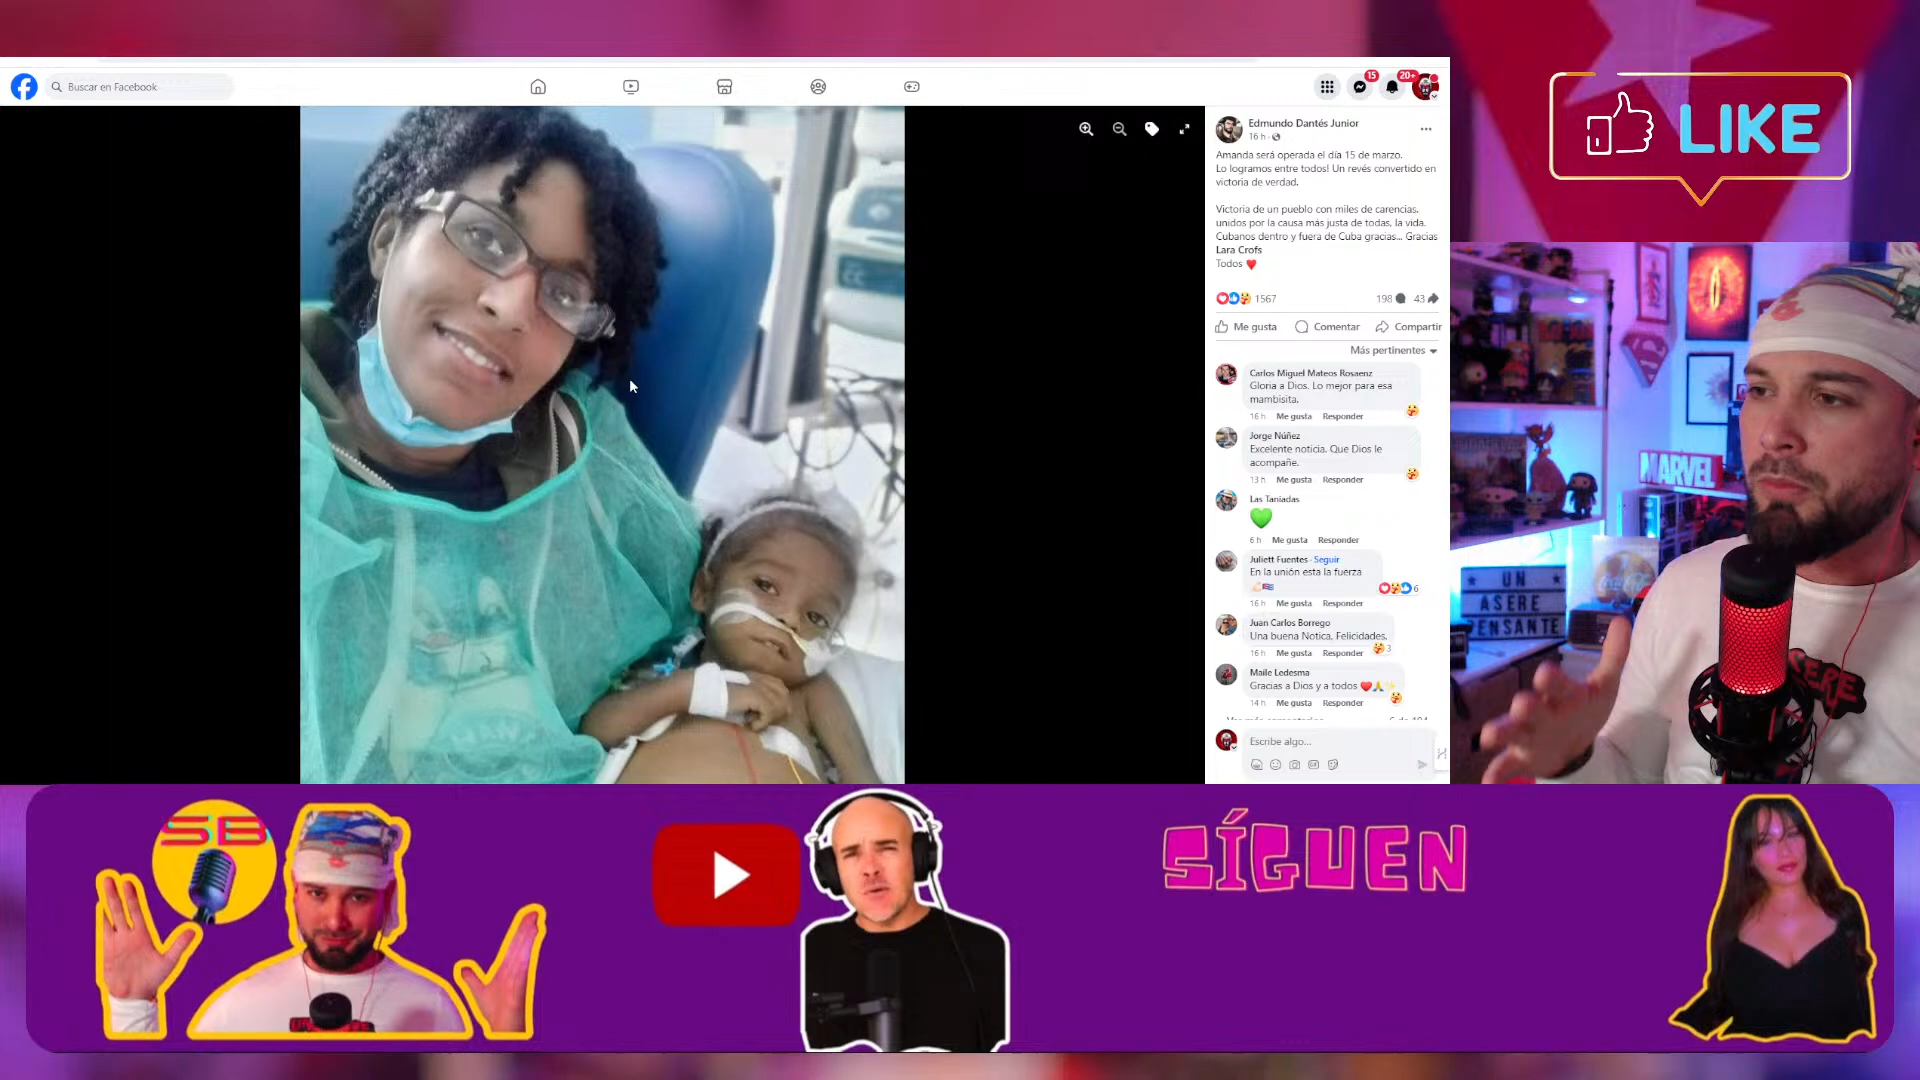 Buscar en Facebook
15
20+
LIKE
Edmundo Dantés Junior
16 h
Amanda será operada el día 15 de marzo.
Lo logramos entre todos! Un revés convertido en
victoria de verdad.
Victoria de un pueblo con miles de carencias,
unidos por la causa más justa de todas, la vida.
Cubanos dentro y fuera de Cuba gracias... Gracias
Lara Crofs
Todos ❤️
1567
198
43
Me gusta
Comentar
Compartir
Más pertinentes
Carlos Miguel Mateos Rosaenz
Gloria a Dios. Lo mejor para esa
mambisita.
16 h Me gusta Responder
Jorge Núñez
Excelente noticia. Que Dios le
acompañe.
13 h Me gusta Responder
Las Taniadas
💚
6 h Me gusta Responder
Juliett Fuentes · Seguir
En la unión esta la fuerza
6
16 h Me gusta Responder
Juan Carlos Borrego
Una buena Notica, Felicidades.
16 h Me gusta Responder 3
Maile Ledesma
Gracias a Dios y a todos ❤️🙏✨
14 h Me gusta Responder
Escribe algo...
MARVEL
UN
ASERE
PENSANTE
SB
SÍGUEN